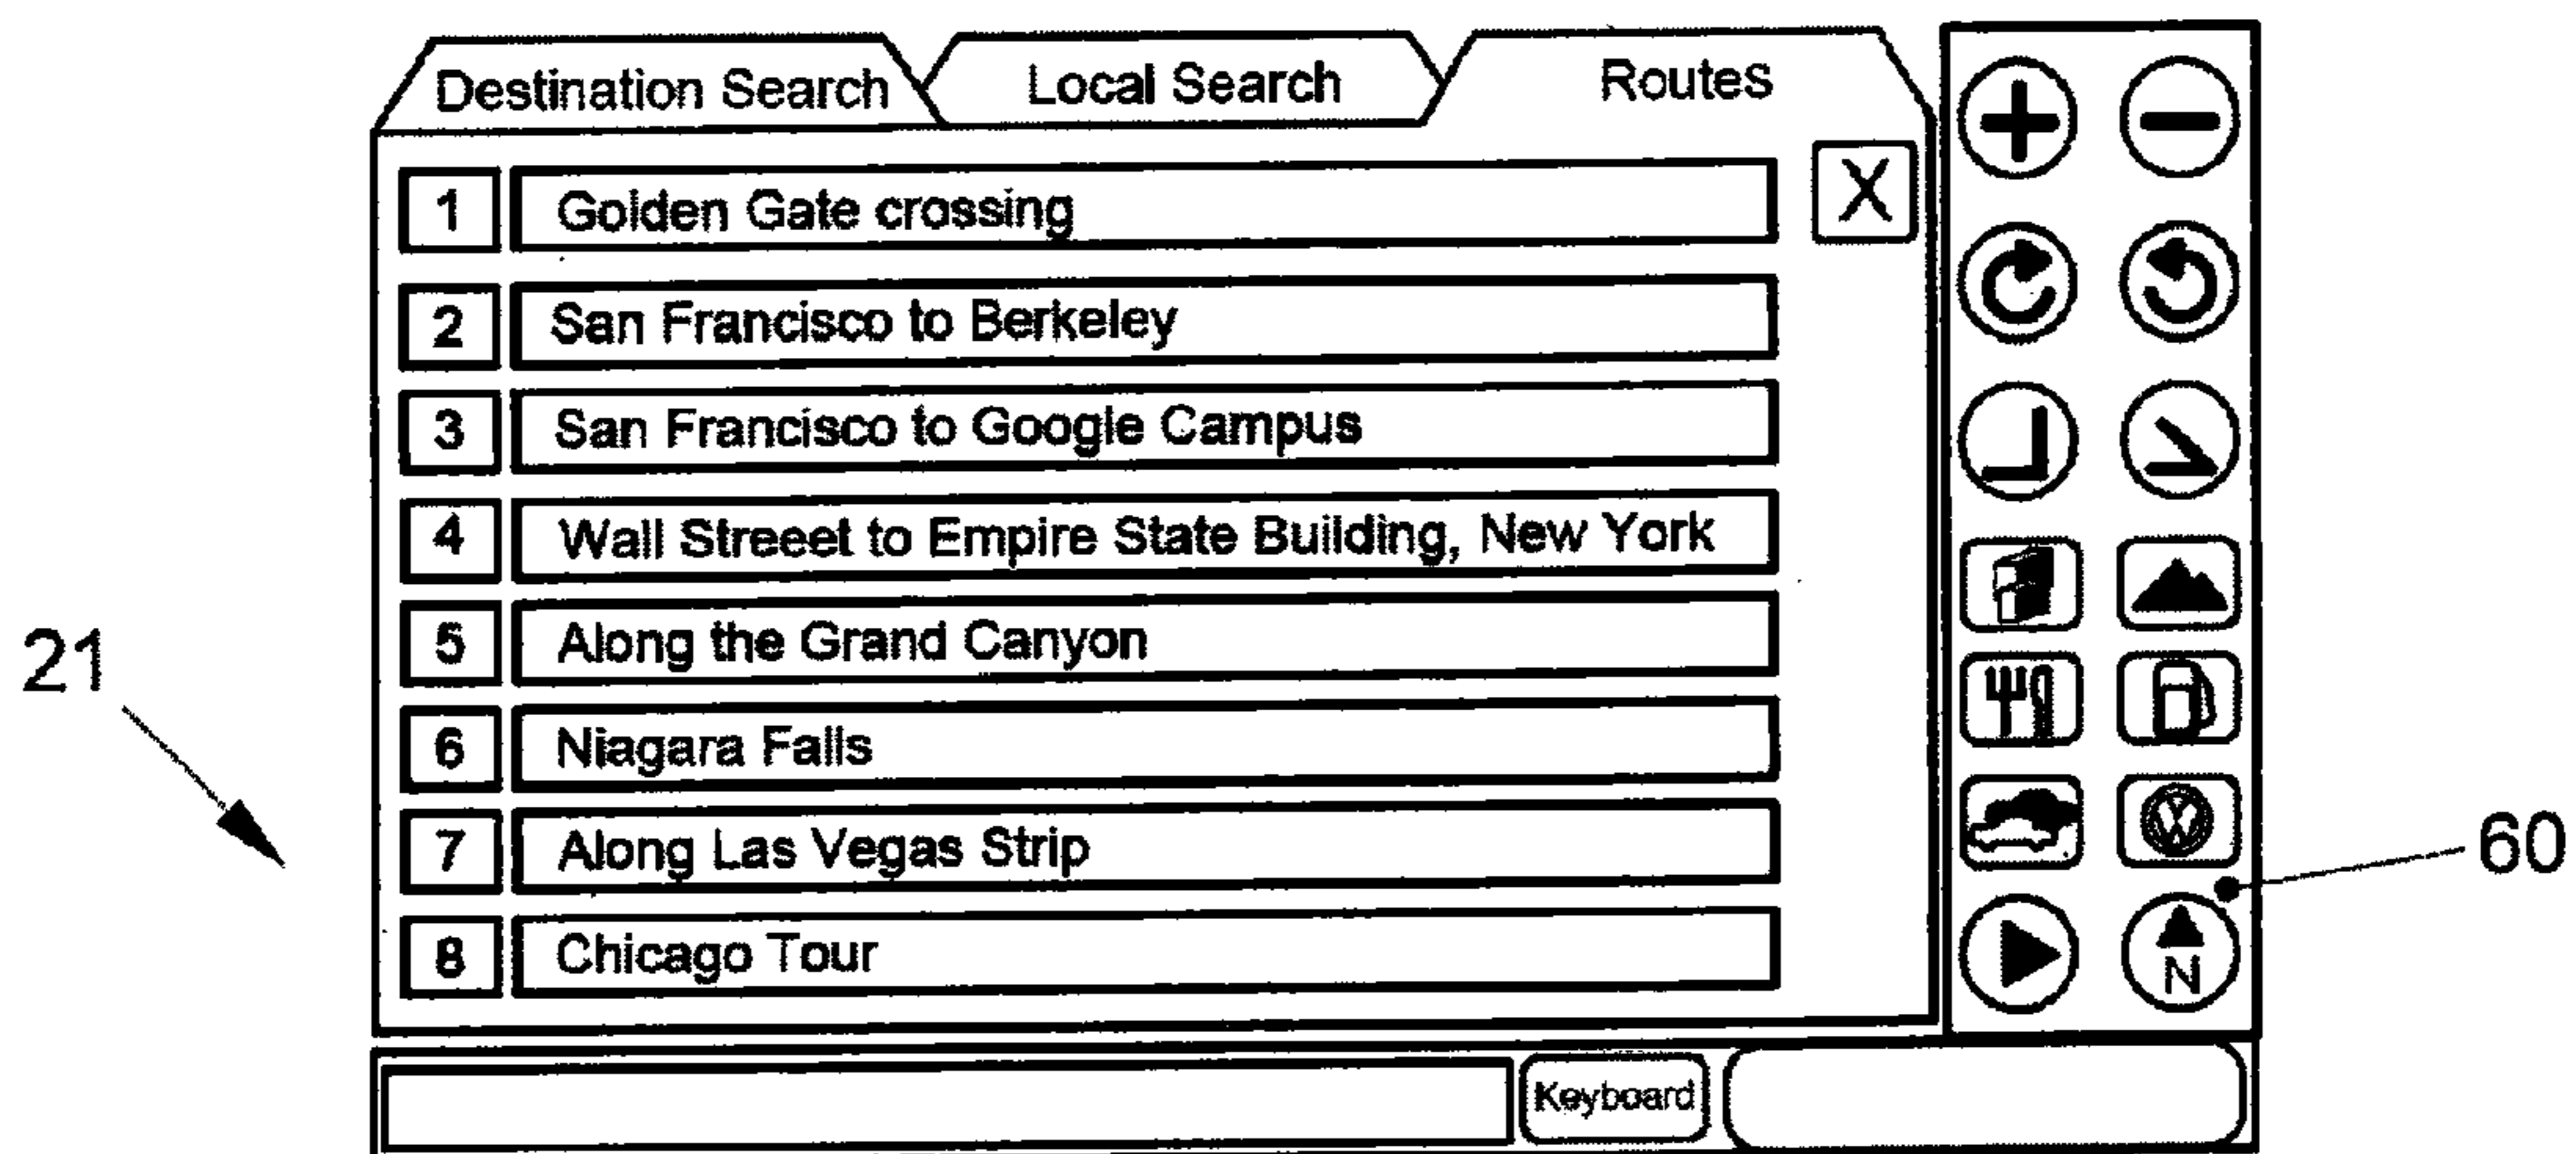 Destination Search
Local Search
Routes
X
1 Golden Gate crossing
2 San Francisco to Berkeley
3 San Francisco to Google Campus
4 Wall Streeet to Empire State Building, New York
5 Along the Grand Canyon
6 Niagara Falls
7 Along Las Vegas Strip
8 Chicago Tour
N
Keyboard
21
60